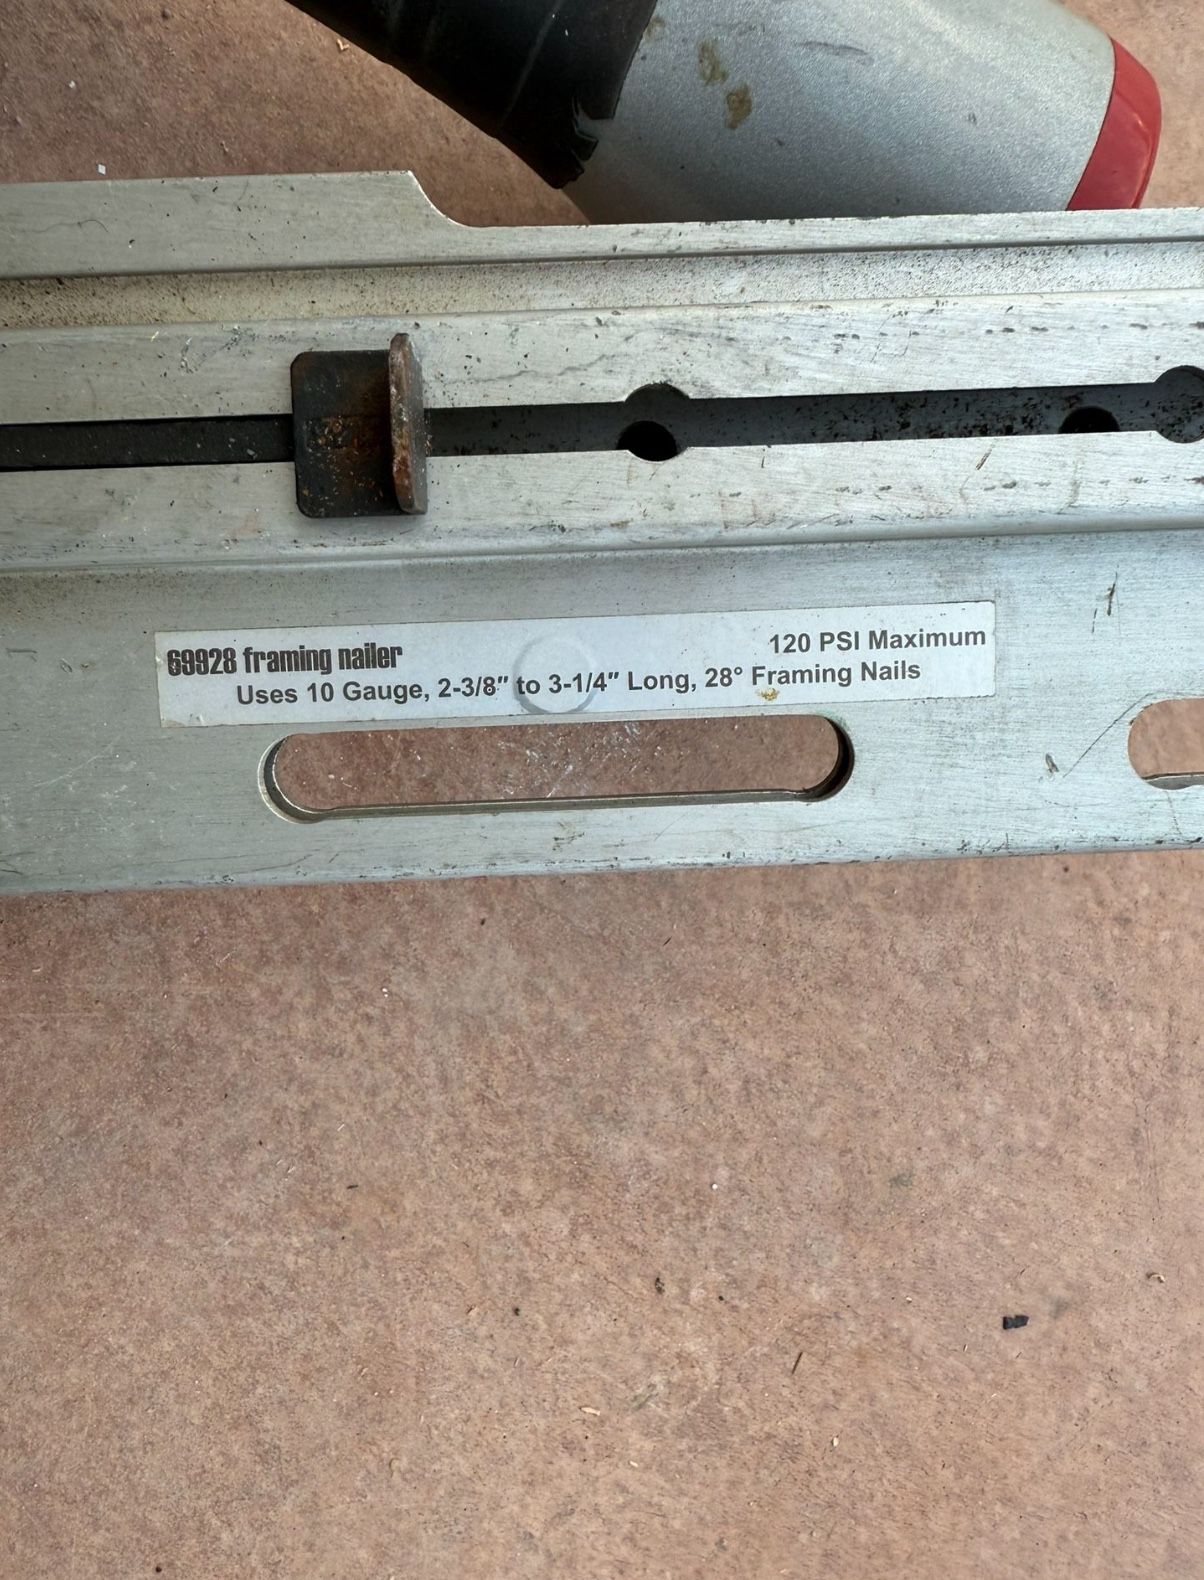 69928 framing nailer 120 PSI Maximum
Uses 10 Gauge, 2-3/8″ to 3-1/4″ Long, 28° Framing Nails